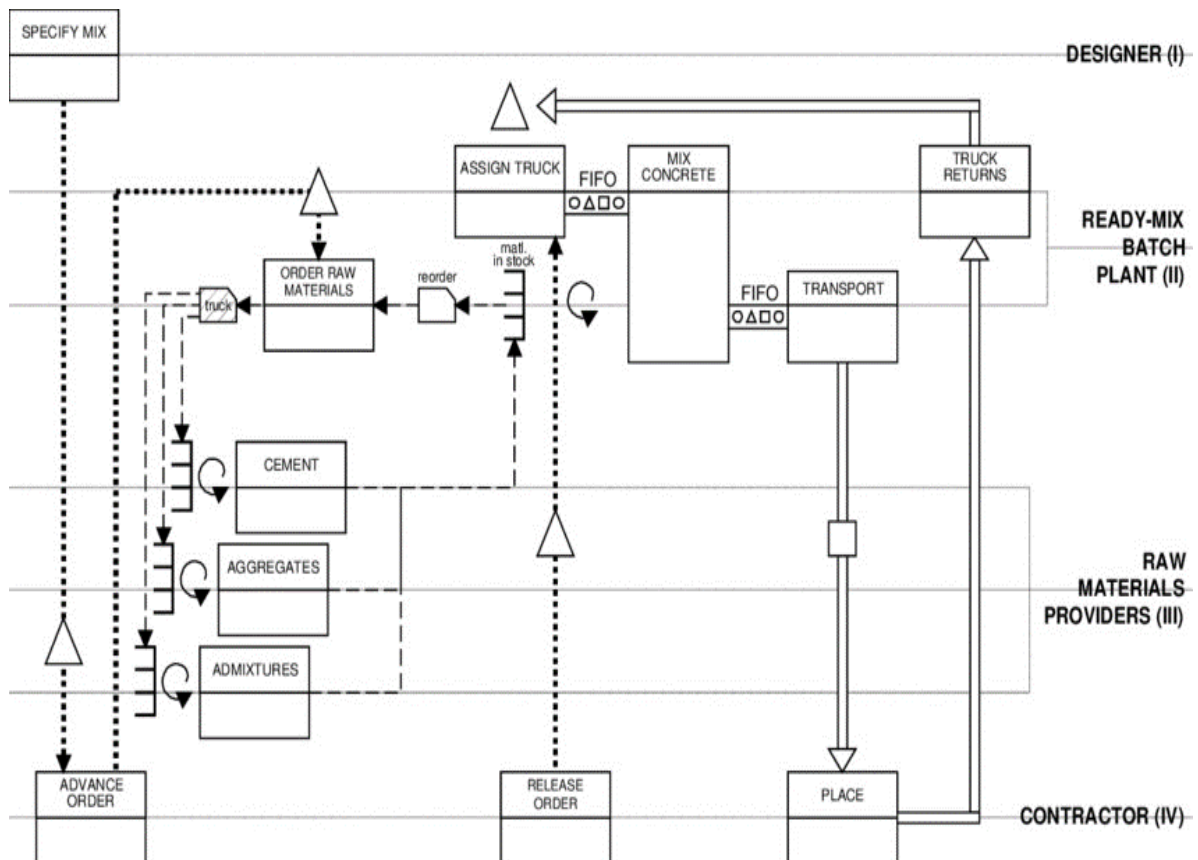 SPECIFY MIX
DESIGNER (I)
ASSIGN TRUCK
FIFO
MIX
CONCRETE
TRUCK
RETURNS
READY-MIX
BATCH
PLANT (II)
matl.
in stock
ORDER RAW
MATERIALS
reorder
truck
FIFO
TRANSPORT
CEMENT
AGGREGATES
RAW
MATERIALS
PROVIDERS (III)
ADMIXTURES
ADVANCE
ORDER
RELEASE
ORDER
PLACE
CONTRACTOR (IV)